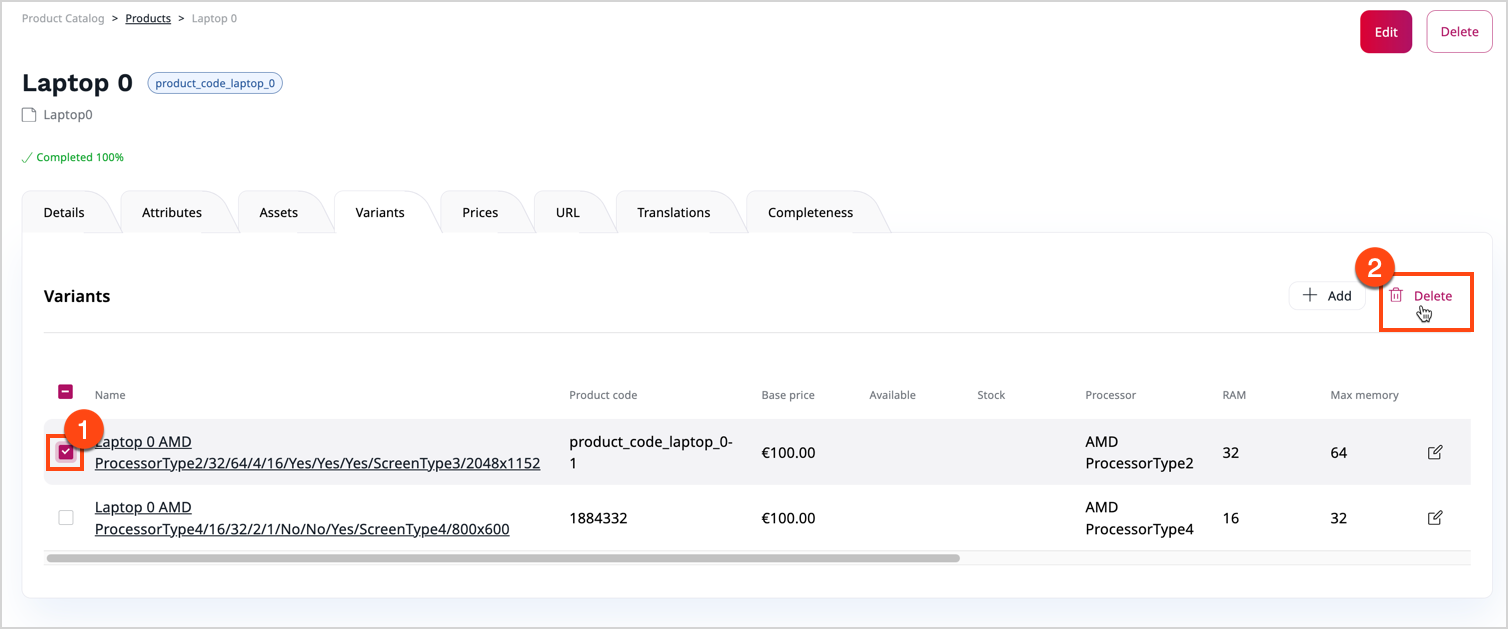 Product Catalog > Products > Laptop 0
Edit
Delete
Laptop 0
product_code_laptop_0
Laptop0
Completed 100%
Details
Attributes
Assets
Variants
Prices
URL
Translations
Completeness
Variants
Add
2
Delete
Name
Product code
Base price
Available
Stock
Processor
RAM
Max memory
1
Laptop 0 AMD
ProcessorType2/32/64/4/16/Yes/Yes/Yes/ScreenType3/2048x1152
product_code_laptop_0-
1
€100.00
AMD
ProcessorType2
32
64
Laptop 0 AMD
ProcessorType4/16/32/2/1/No/No/Yes/ScreenType4/800x600
1884332
€100.00
AMD
ProcessorType4
16
32